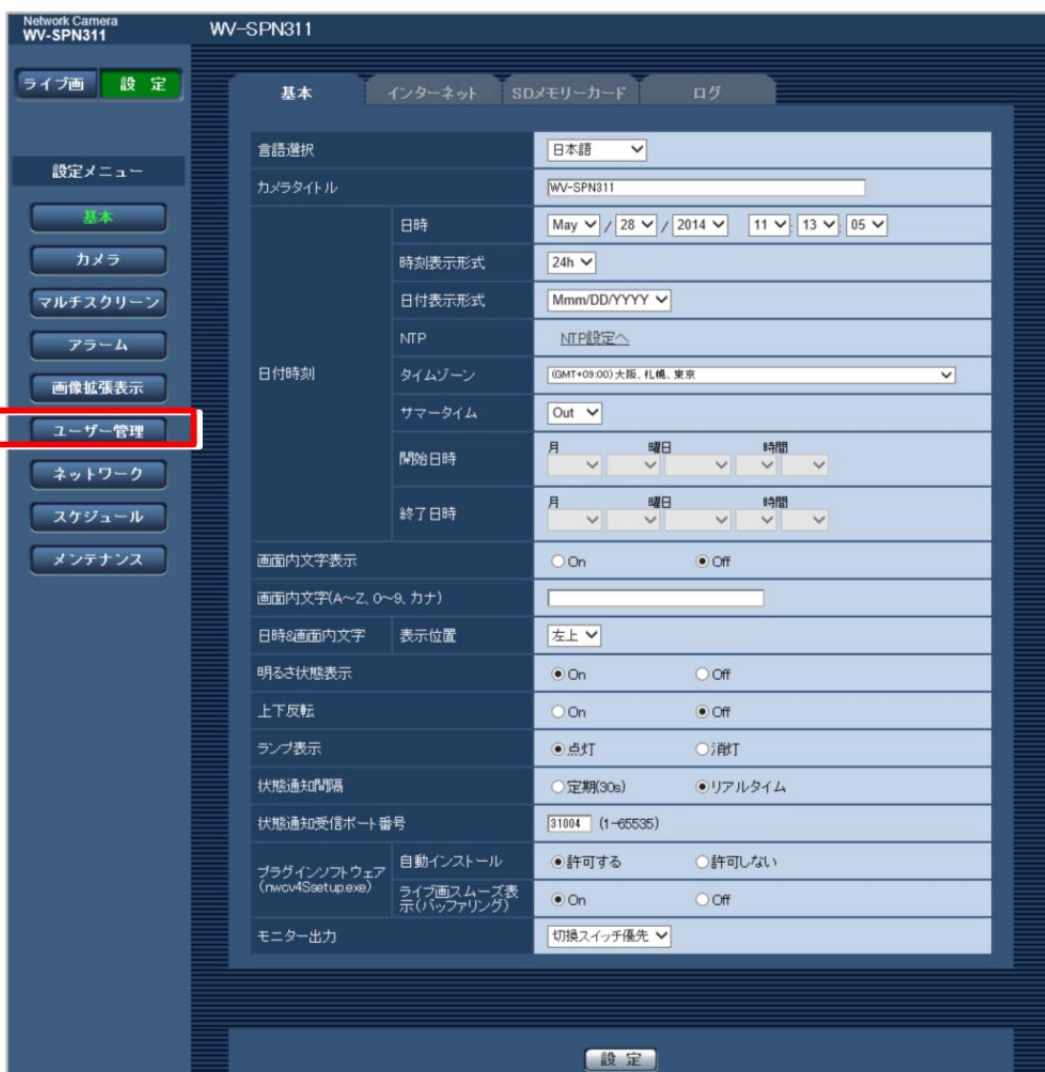 Network Camera
WV-SPN311
WV-SPN311
ライブ画 設 定
設定メニュー
基本
カメラ
マルチスクリーン
アラーム
画像拡張表示
ユーザー管理
ネットワーク
スケジュール
メンテナンス
基本 インターネット SDメモリーカード ログ
言語選択 日本語
カメラタイトル WV-SPN311
日付時刻
日時 May / 28 / 2014 11 : 13 : 05
時刻表示形式 24h
日付表示形式 Mmm/DD/YYYY
NTP NTP設定へ
タイムゾーン (GMT+09:00)大阪、札幌、東京
サマータイム Out
開始日時 月 曜日 時間
終了日時 月 曜日 時間
画面内文字表示 On Off
画面内文字(A~Z、0~9、カナ)
日時&画面内文字 表示位置 左上
明るさ状態表示 On Off
上下反転 On Off
ランプ表示 点灯 消灯
状態通知間隔 定期(30s) リアルタイム
状態通知受信ポート番号 31004 (1-65535)
プラグインソフトウェア
(nwcv4Ssetup.exe)
自動インストール 許可する 許可しない
ライブ画スムーズ表
示(バッファリング) On Off
モニター出力 切換スイッチ優先
設 定